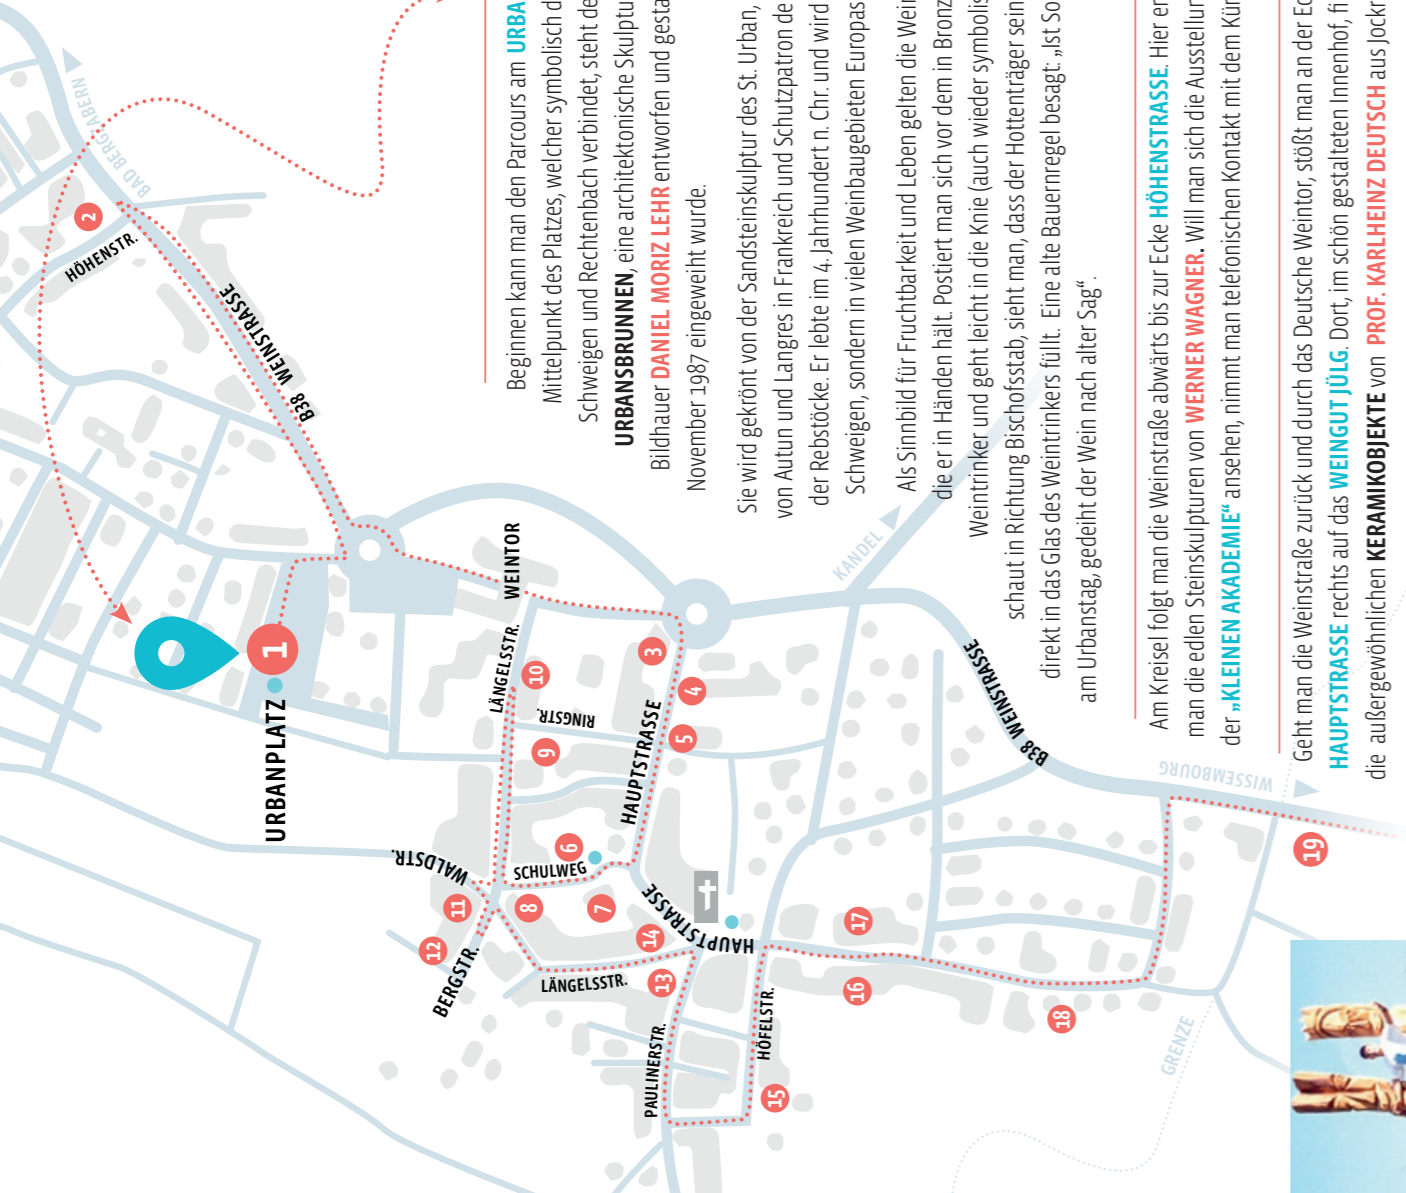 BAD BERGZABERN
2
HÖHENSTR.
B38 WEINSTRASSE
1
URBANPLATZ
WEINTOR
LÄNGELSSTR.
10
RINGSTR.
9
3
4
5
HAUPTSTRASSE
KANDEL
B38 WEINSTRASSE
WISSEMBOURG
19
WALDSTR.
11
12
BERGSTR.
SCHULWEG
6
8
7
14
HAUPTSTRASSE
LÄNGELSSTR.
13
PAULINERSTR.
HÖFELSTR.
15
17
16
18
GRENZE
Beginnen kann man den Parcours am URBA
Mittelpunkt des Platzes, welcher symbolisch d
Schweigen und Rechtenbach verbindet, steht de
URBANSBRUNNEN, eine architektonische Skulptu
Bildhauer DANIEL MORIZ LEHR entworfen und gesta
November 1987 eingeweiht wurde.
Sie wird gekrönt von der Sandsteinskulptur des St. Urban,
von Autun und Langres in Frankreich und Schutzpatron de
der Rebstöcke. Er lebte im 4. Jahrhundert n. Chr. und wird
Schweigen, sondern in vielen Weinbaugebieten Europas
Als Sinnbild für Fruchtbarkeit und Leben gelten die Wein
die er in Händen hält. Postiert man sich vor dem in Bronz
Weintrinker und geht leicht in die Knie (auch wieder symbolis
schaut in Richtung Bischofsstab, sieht man, dass der Hottenträger sein
direkt in das Glas des Weintrinkers füllt. Eine alte Bauernregel besagt: „Ist So
am Urbanstag, gedeiht der Wein nach alter Sag“.
Am Kreisel folgt man die Weinstraße abwärts bis zur Ecke HÖHENSTRASSE. Hier er
man die edlen Steinskulpturen von WERNER WAGNER. Will man sich die Ausstellun
der „KLEINEN AKADEMIE“ ansehen, nimmt man telefonischen Kontakt mit dem Kün
Geht man die Weinstraße zurück und durch das Deutsche Weintor, stößt man an der Ec
HAUPTSTRASSE rechts auf das WEINGUT JÜLG. Dort, im schön gestalteten Innenhof, fi
die außergewöhnlichen KERAMIKOBJEKTE von PROF. KARLHEINZ DEUTSCH aus Jockr